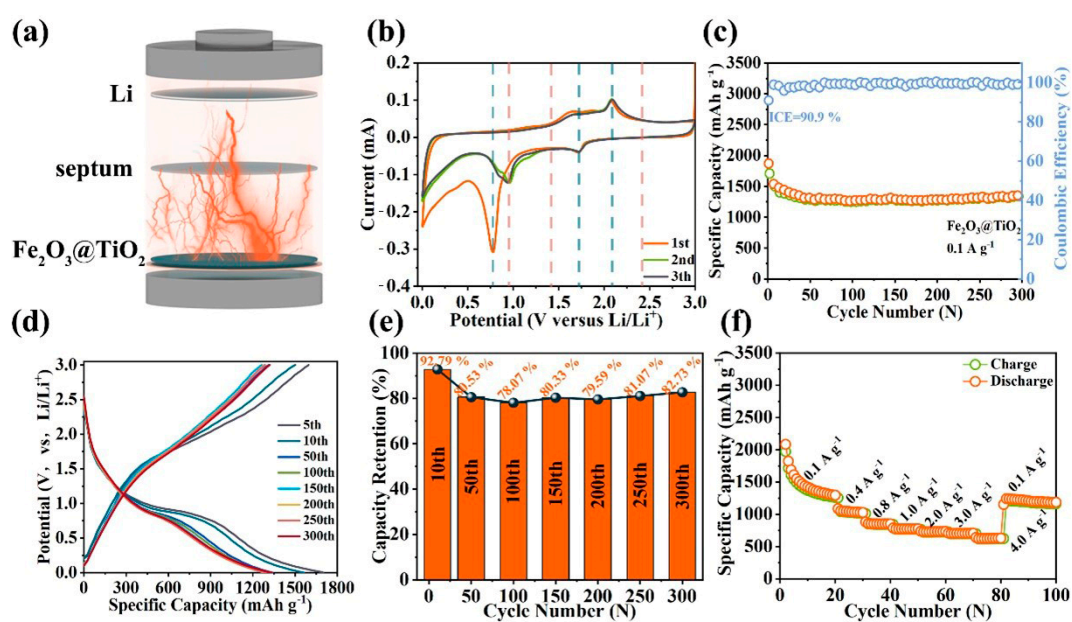 (a)
Li
septum
Fe₂O₃@TiO₂
(b)
0.2
0.1
0.0
0.1
0.2
- 0.3
0.4
0.0 0.5 1.0 1.5 2.0 2.5 3.0
Current (mA)
Potential (V versus Li/Li⁺)
1st
2nd
3th
(c)
3500
3000
2500
2000
1500
1000
500
0
Specific Capacity (mAh g⁻¹)
ICE=90.9 %
Fe₂O₃@TiO₂
0.1 A g⁻¹
100
80
60
40
20
0
Coulombic Efficiency (%)
0 50 100 150 200 250 300
Cycle Number (N)
(d)
3.0
2.5
2.0
1.5
1.0
0.5
0.0
Potential (V, vs, Li/Li⁺)
5th
10th
50th
100th
150th
200th
250th
300th
0 300 600 900 1200 1500 1800
Specific Capacity (mAh g⁻¹)
(e)
100
80
60
40
20
0
Capacity Retention (%)
92.79 %
80.53 %
78.07 %
80.33 %
79.59 %
81.07 %
82.73 %
10th
50th
100th
150th
200th
250th
300th
0 50 100 150 200 250 300
Cycle Number (N)
(f)
3500
3000
2500
2000
1500
1000
500
0
Specific Capacity (mAh g⁻¹)
Charge
Discharge
0.1 A g⁻¹
0.4 A g⁻¹
0.8 A g⁻¹
1.0 A g⁻¹
2.0 A g⁻¹
3.0 A g⁻¹
4.0 A g⁻¹
0.1 A g⁻¹
0 20 40 60 80 100
Cycle Number (N)